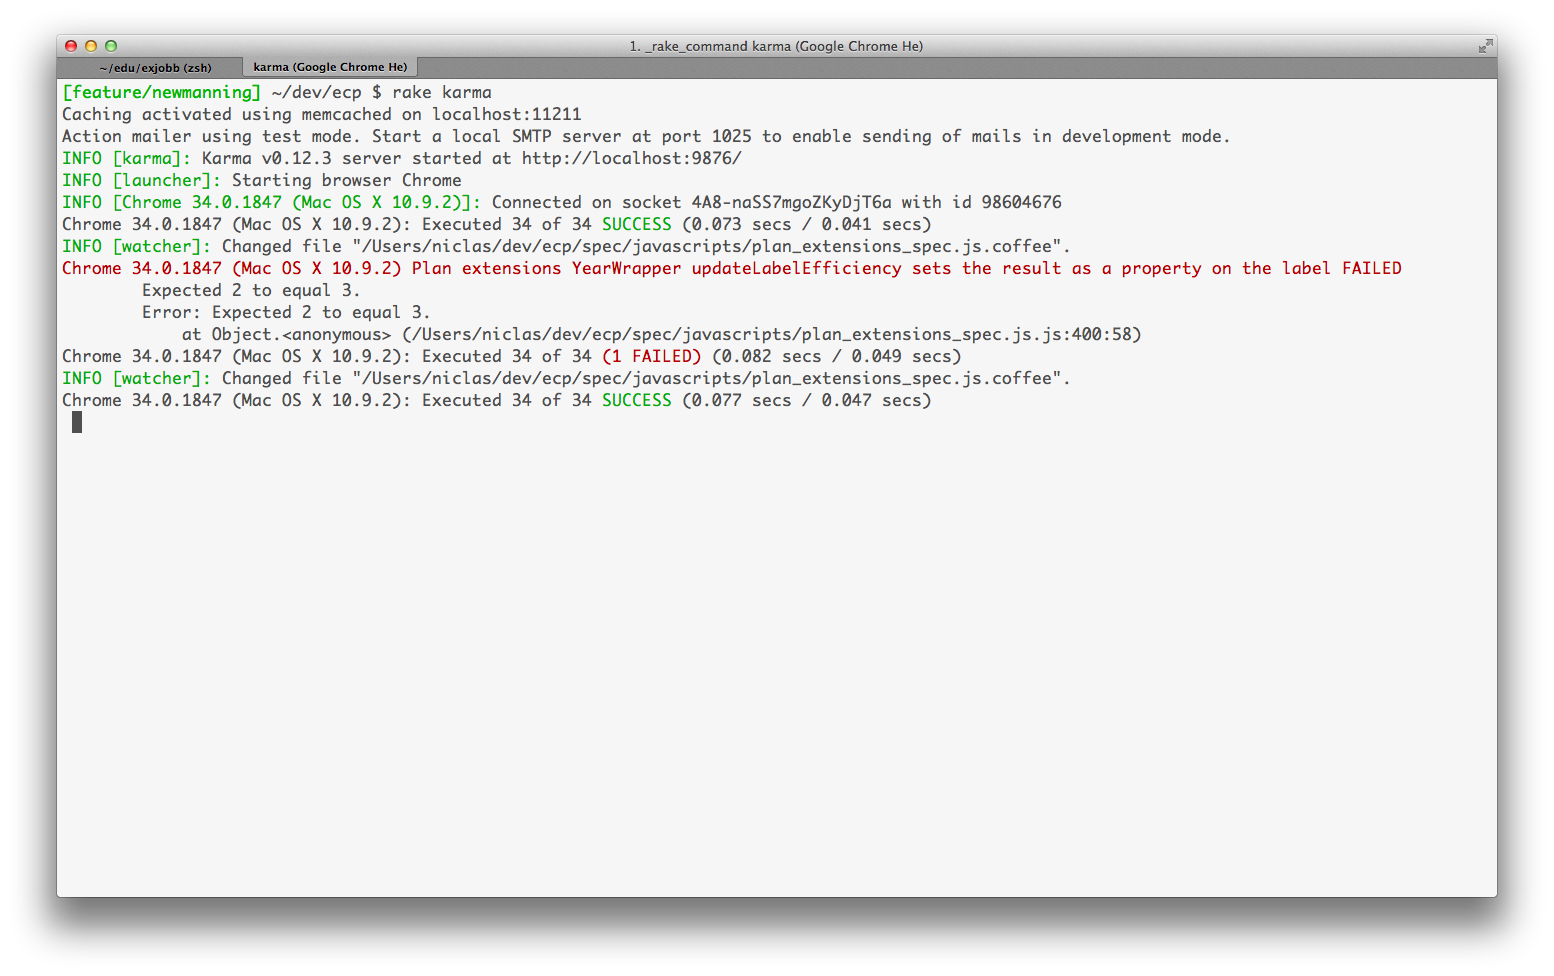 1. _rake_command karma (Google Chrome He)
~/edu/exjobb (zsh) karma (Google Chrome He)
[feature/newmanning] ~/dev/ecp $ rake karma
Caching activated using memcached on localhost:11211
Action mailer using test mode. Start a local SMTP server at port 1025 to enable sending of mails in development mode.
INFO [karma]: Karma v0.12.3 server started at http://localhost:9876/
INFO [launcher]: Starting browser Chrome
INFO [Chrome 34.0.1847 (Mac OS X 10.9.2)]: Connected on socket 4A8-naSS7mgoZKyDjT6a with id 98604676
Chrome 34.0.1847 (Mac OS X 10.9.2): Executed 34 of 34 SUCCESS (0.073 secs / 0.041 secs)
INFO [watcher]: Changed file "/Users/niclas/dev/ecp/spec/javascripts/plan_extensions_spec.js.coffee".
Chrome 34.0.1847 (Mac OS X 10.9.2) Plan extensions YearWrapper updateLabelEfficiency sets the result as a property on the label FAILED
Expected 2 to equal 3.
Error: Expected 2 to equal 3.
at Object.<anonymous> (/Users/niclas/dev/ecp/spec/javascripts/plan_extensions_spec.js.js:400:58)
Chrome 34.0.1847 (Mac OS X 10.9.2): Executed 34 of 34 (1 FAILED) (0.082 secs / 0.049 secs)
INFO [watcher]: Changed file "/Users/niclas/dev/ecp/spec/javascripts/plan_extensions_spec.js.coffee".
Chrome 34.0.1847 (Mac OS X 10.9.2): Executed 34 of 34 SUCCESS (0.077 secs / 0.047 secs)